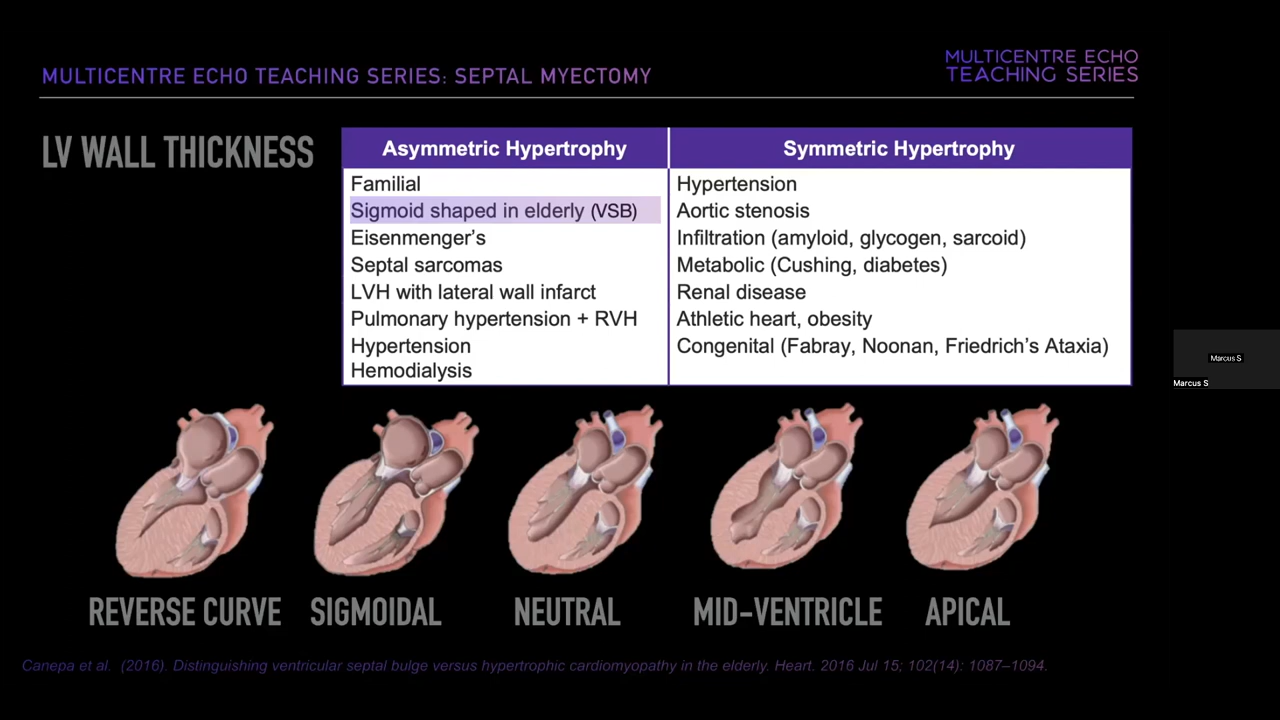 MULTICENTRE ECHO TEACHING SERIES: SEPTAL MYECTOMY
MULTICENTRE ECHO
TEACHING SERIES
LV WALL THICKNESS
Asymmetric Hypertrophy
Familial
Sigmoid shaped in elderly (VSB)
Eisenmenger's
Septal sarcomas
LVH with lateral wall infarct
Pulmonary hypertension + RVH
Hypertension
Hemodialysis
Symmetric Hypertrophy
Hypertension
Aortic stenosis
Infiltration (amyloid, glycogen, sarcoid)
Metabolic (Cushing, diabetes)
Renal disease
Athletic heart, obesity
Congenital (Fabray, Noonan, Friedrich's Ataxia)
Marcus S
Marcus S
REVERSE CURVE
SIGMOIDAL
NEUTRAL
MID-VENTRICLE
APICAL
Canepa et al. (2016). Distinguishing ventricular septal bulge versus hypertrophic cardiomyopathy in the elderly. Heart. 2016 Jul 15; 102(14): 1087–1094.